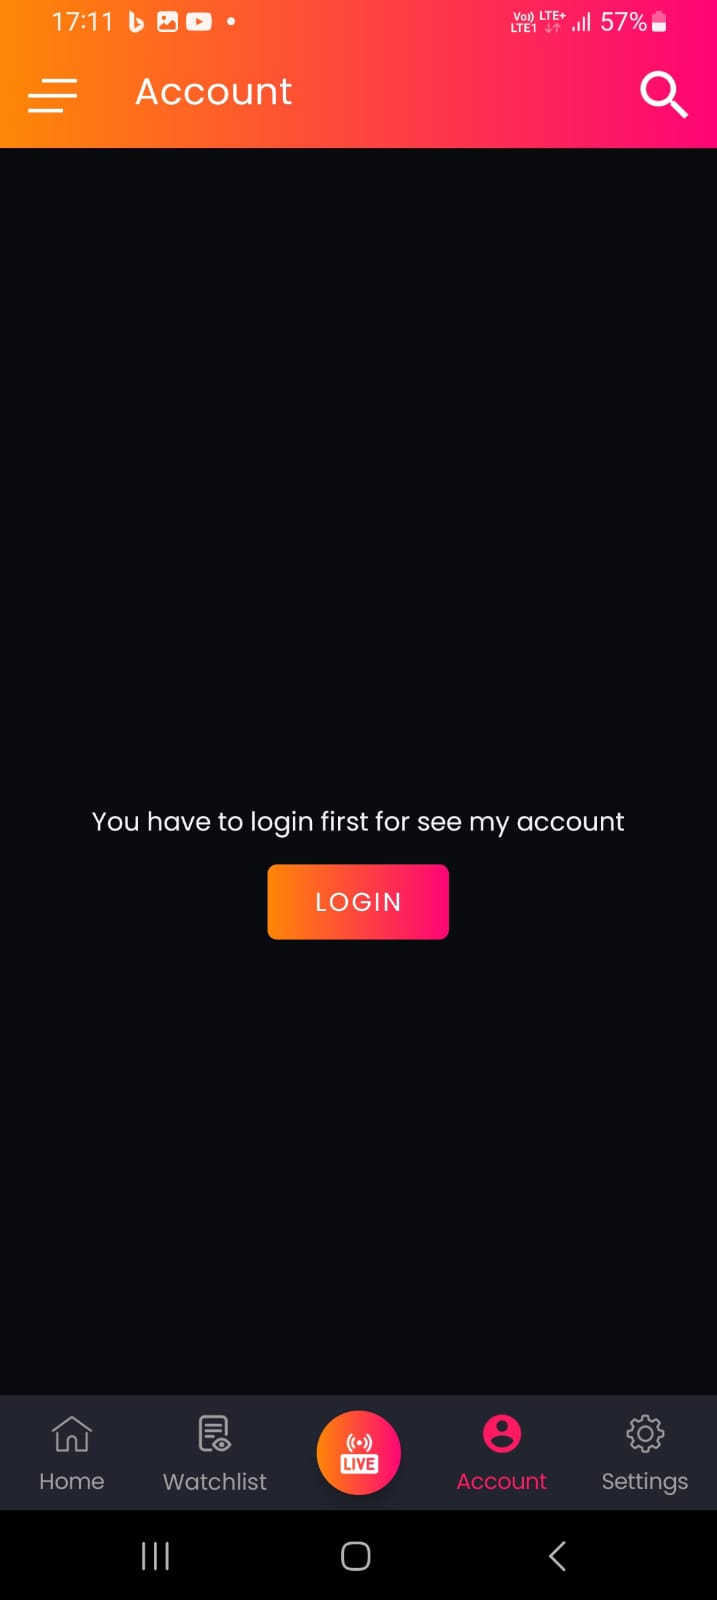 17:11
Vo)) LTE+
LTE1
57%
Account
You have to login first for see my account
LOGIN
LIVE
Home
Watchlist
Account
Settings